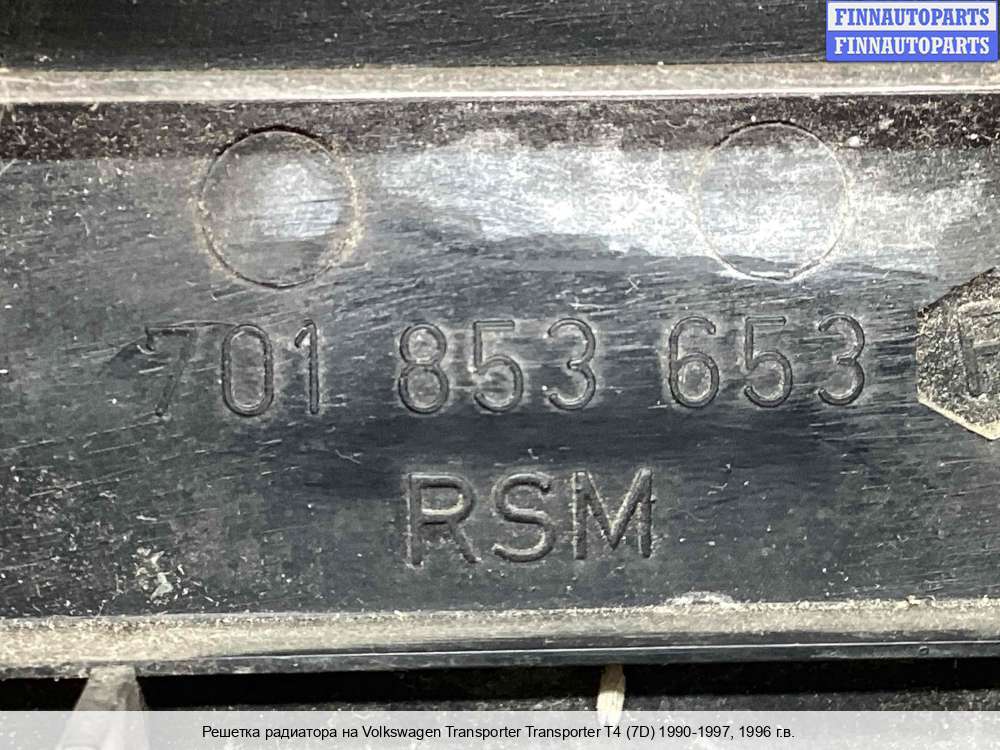 FINNAUTOPARTS
FINNAUTOPARTS
701 853 653
RSM
Решетка радиатора на Volkswagen Transporter Transporter T4 (7D) 1990-1997, 1996 г.в.